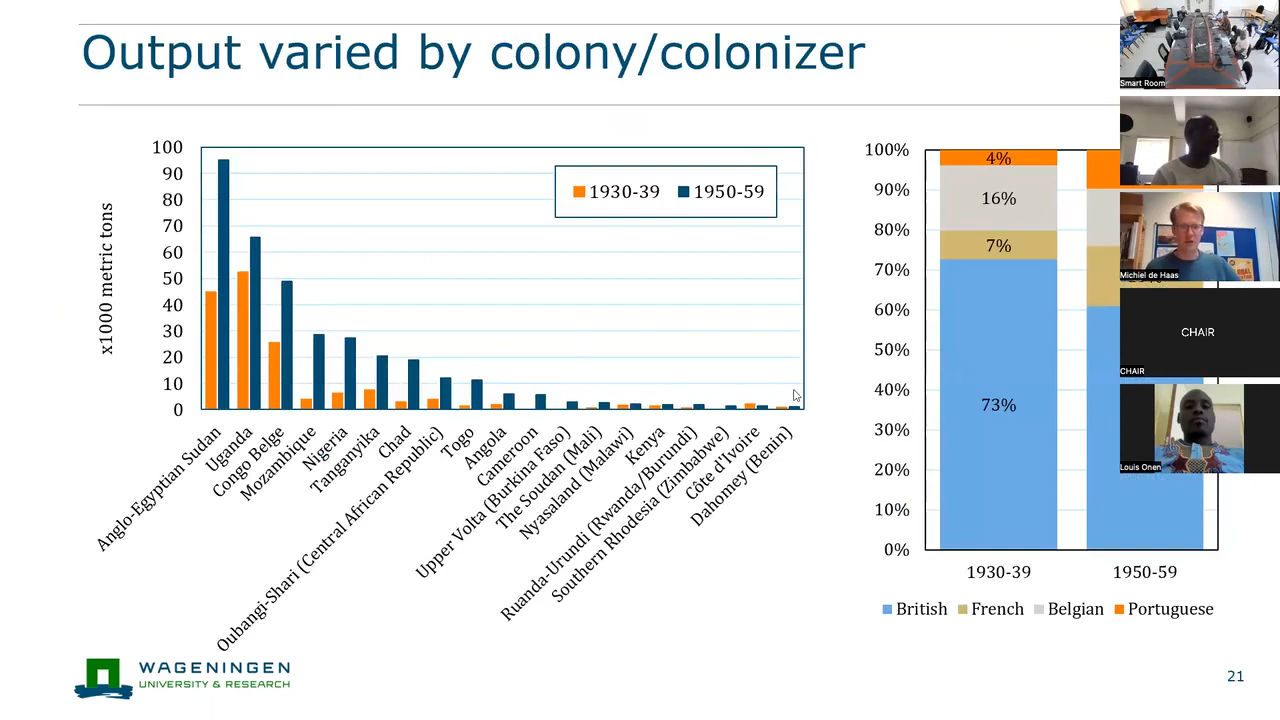 Output varied by colony/colonizer
x1000 metric tons
100
90
80
70
60
50
40
30
20
10
0
1930-39 1950-59
Anglo-Egyptian Sudan
Uganda
Congo Belge
Mozambique
Nigeria
Tanganyika
Chad
Oubangi-Shari (Central African Republic)
Togo
Angola
Cameroon
Upper Volta (Burkina Faso)
The Soudan (Mali)
Nyasaland (Malawi)
Kenya
Ruanda-Urundi (Rwanda/Burundi)
Southern Rhodesia (Zimbabwe)
Côte d'Ivoire
Dahomey (Benin)
100%
90%
80%
70%
60%
50%
40%
30%
20%
10%
0%
4%
16%
7%
73%
1930-39 1950-59
British French Belgian Portuguese
Smart Room
Michiel de Haas
CHAIR
CHAIR
Louis Onen
WAGENINGEN
UNIVERSITY & RESEARCH
21